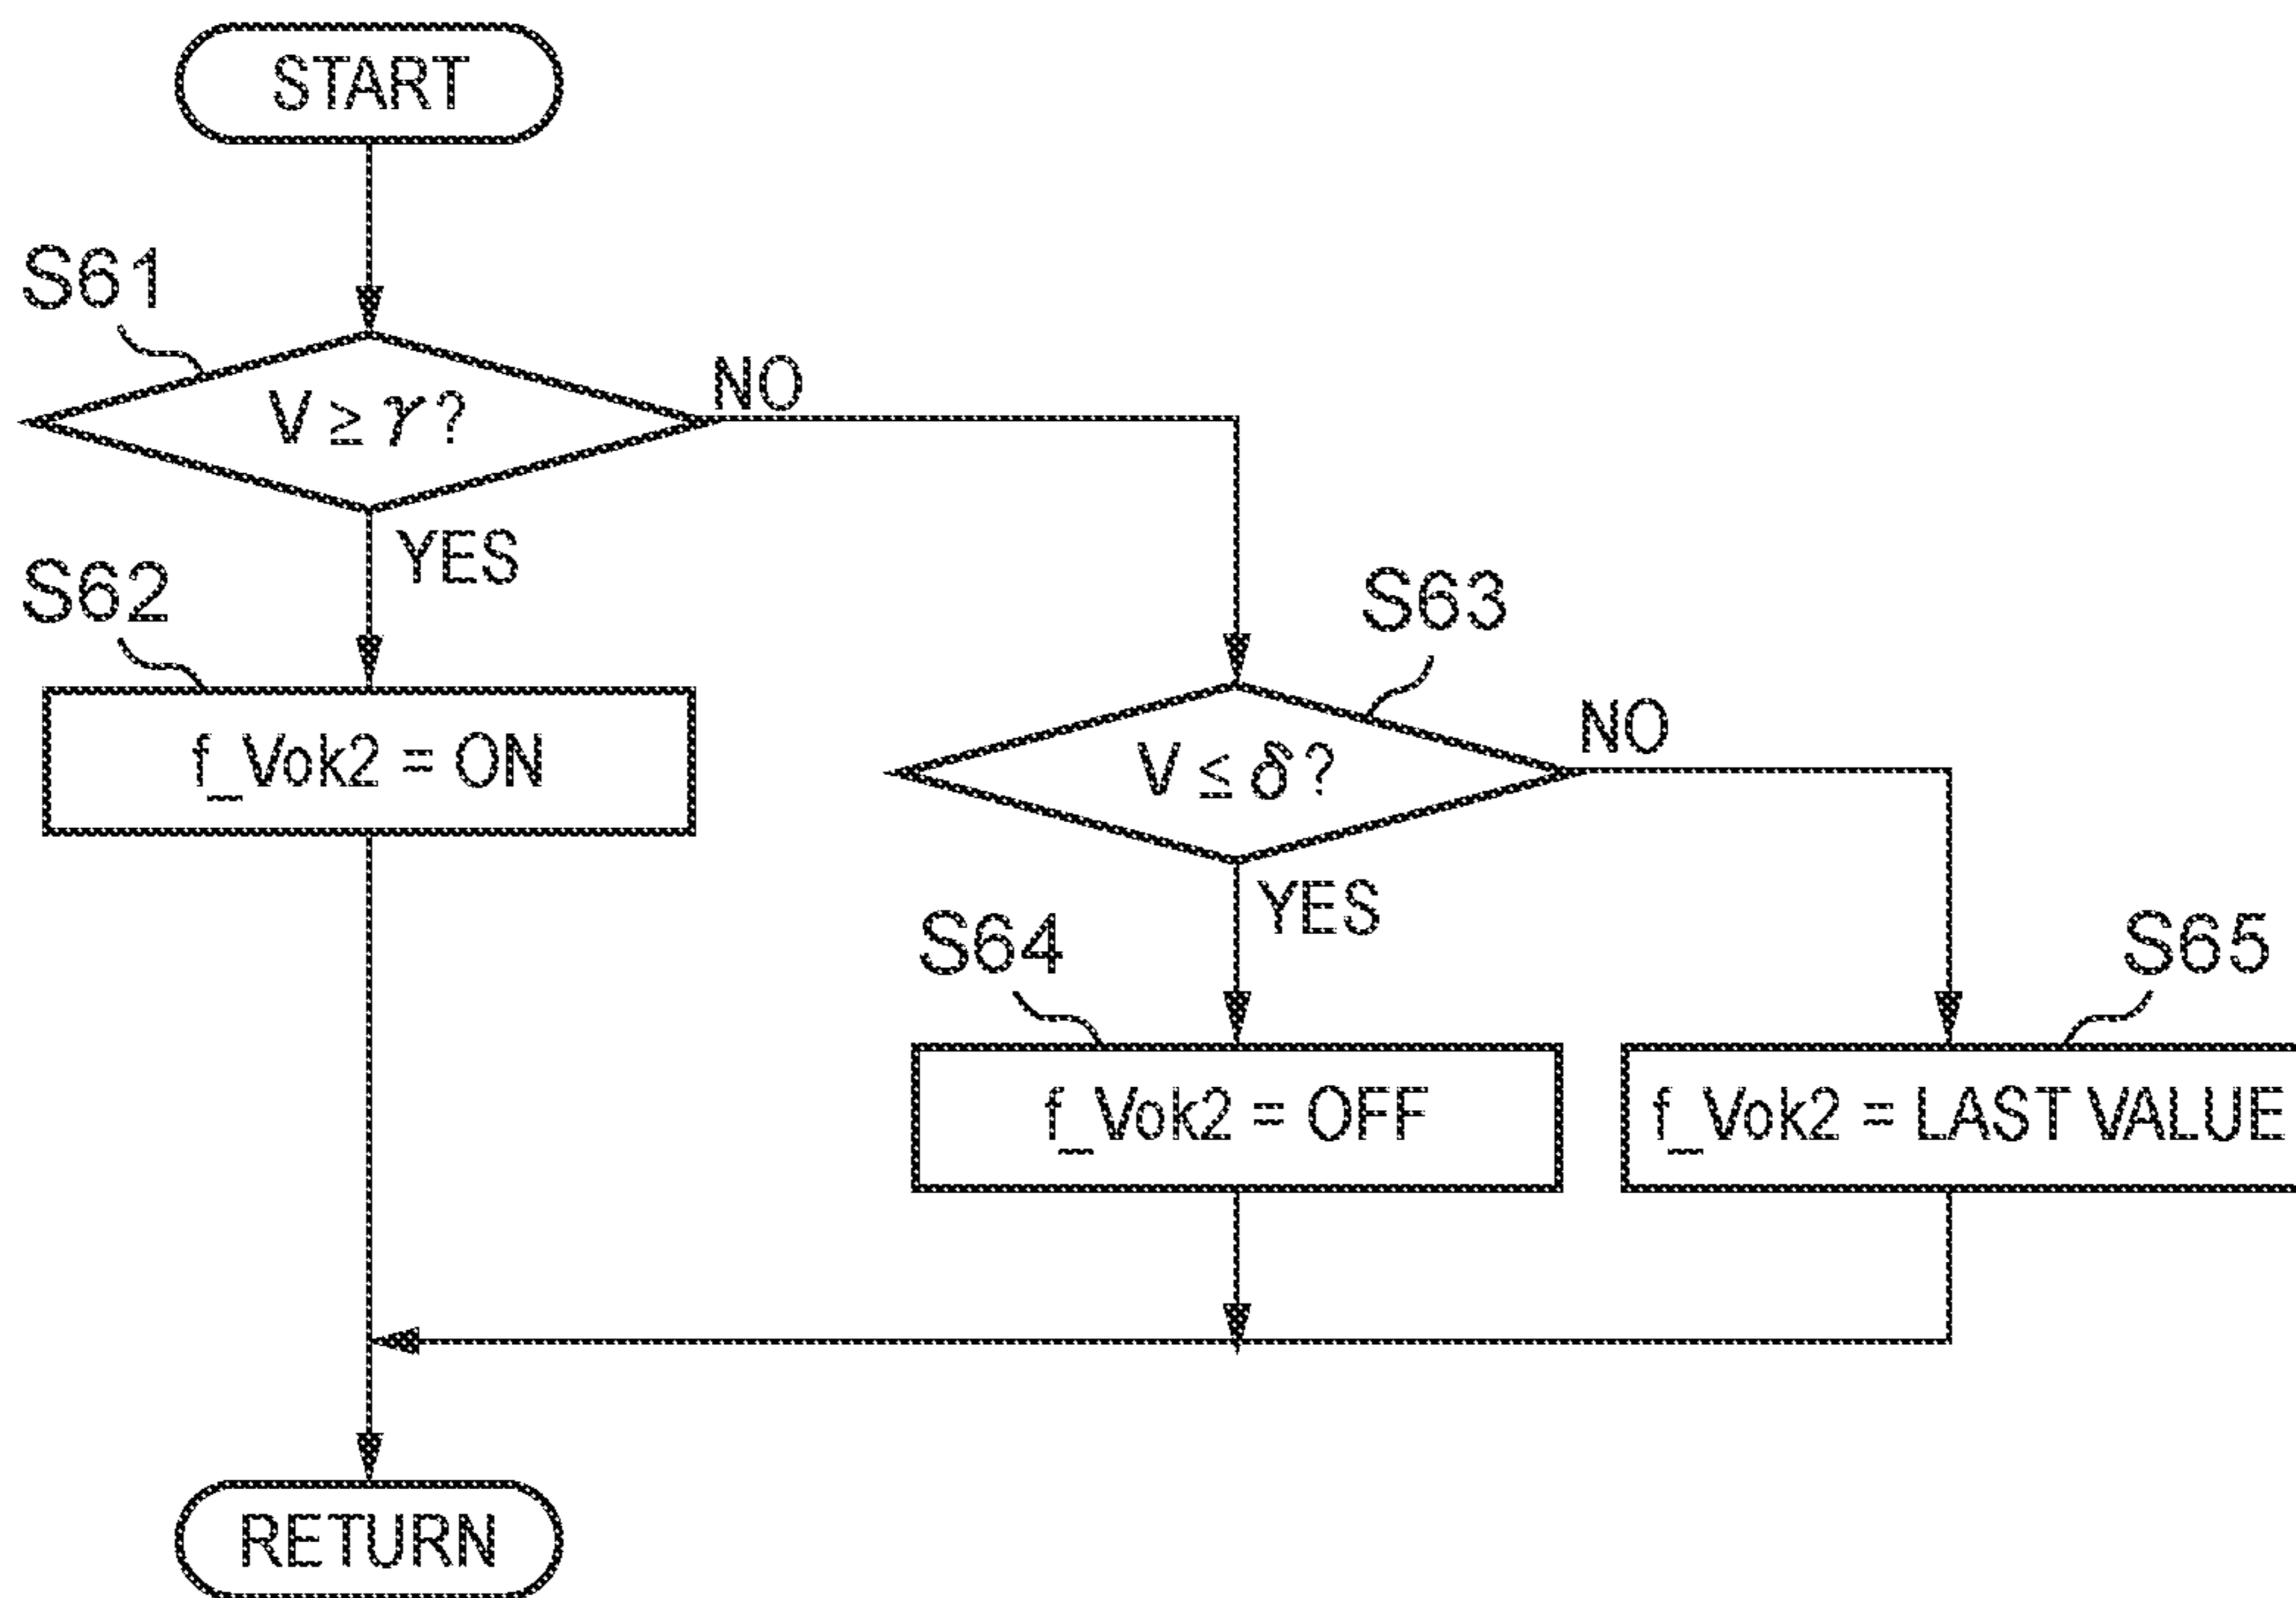 START
S61
V ≥ γ?
NO
YES
S62
f_Vok2 = ON
S63
V ≤ δ?
NO
YES
S64
f_Vok2 = OFF
S65
f_Vok2 = LAST VALUE
RETURN